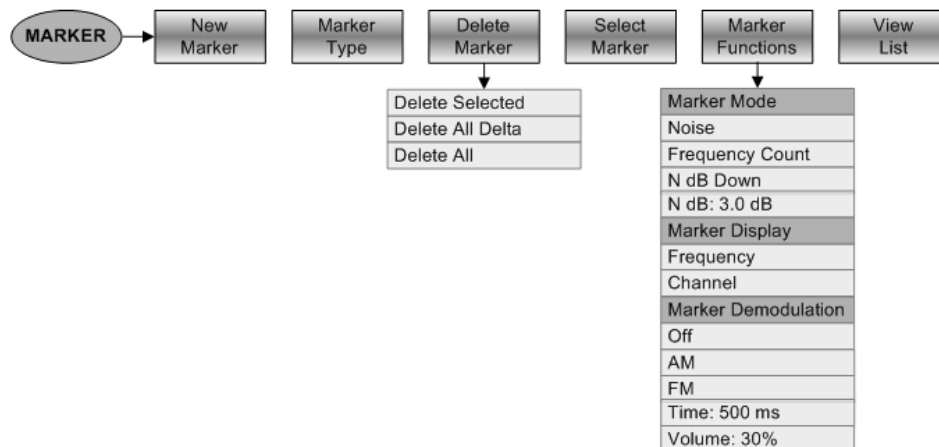 MARKER
New
Marker
Marker
Type
Delete
Marker
Select
Marker
Marker
Functions
View
List
Delete Selected
Delete All Delta
Delete All
Marker Mode
Noise
Frequency Count
N dB Down
N dB: 3.0 dB
Marker Display
Frequency
Channel
Marker Demodulation
Off
AM
FM
Time: 500 ms
Volume: 30%